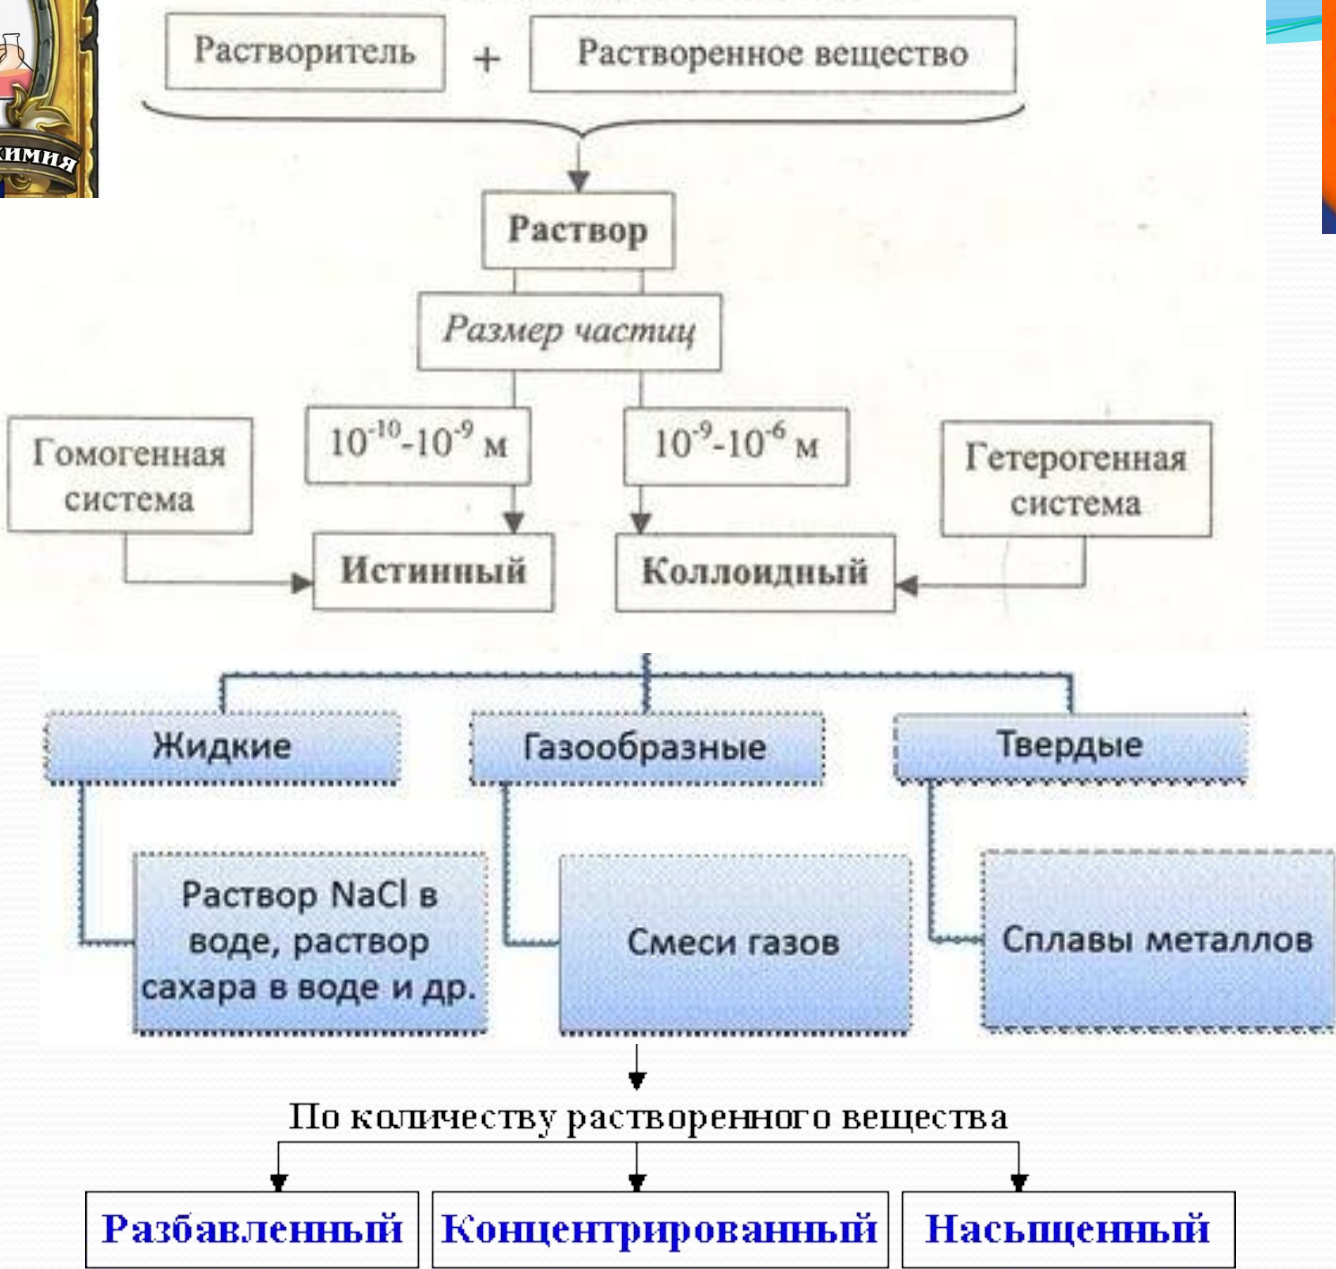 Растворитель + Растворенное вещество
Раствор
Размер частиц
10⁻¹⁰-10⁻⁹ м
10⁻⁹-10⁻⁶ м
Гомогенная
система
Гетерогенная
система
Истинный
Коллоидный
Жидкие
Газообразные
Твердые
Раствор NaCl в
воде, раствор
сахара в воде и др.
Смеси газов
Сплавы металлов
По количеству растворенного вещества
Разбавленный
Концентрированный
Насыщенный